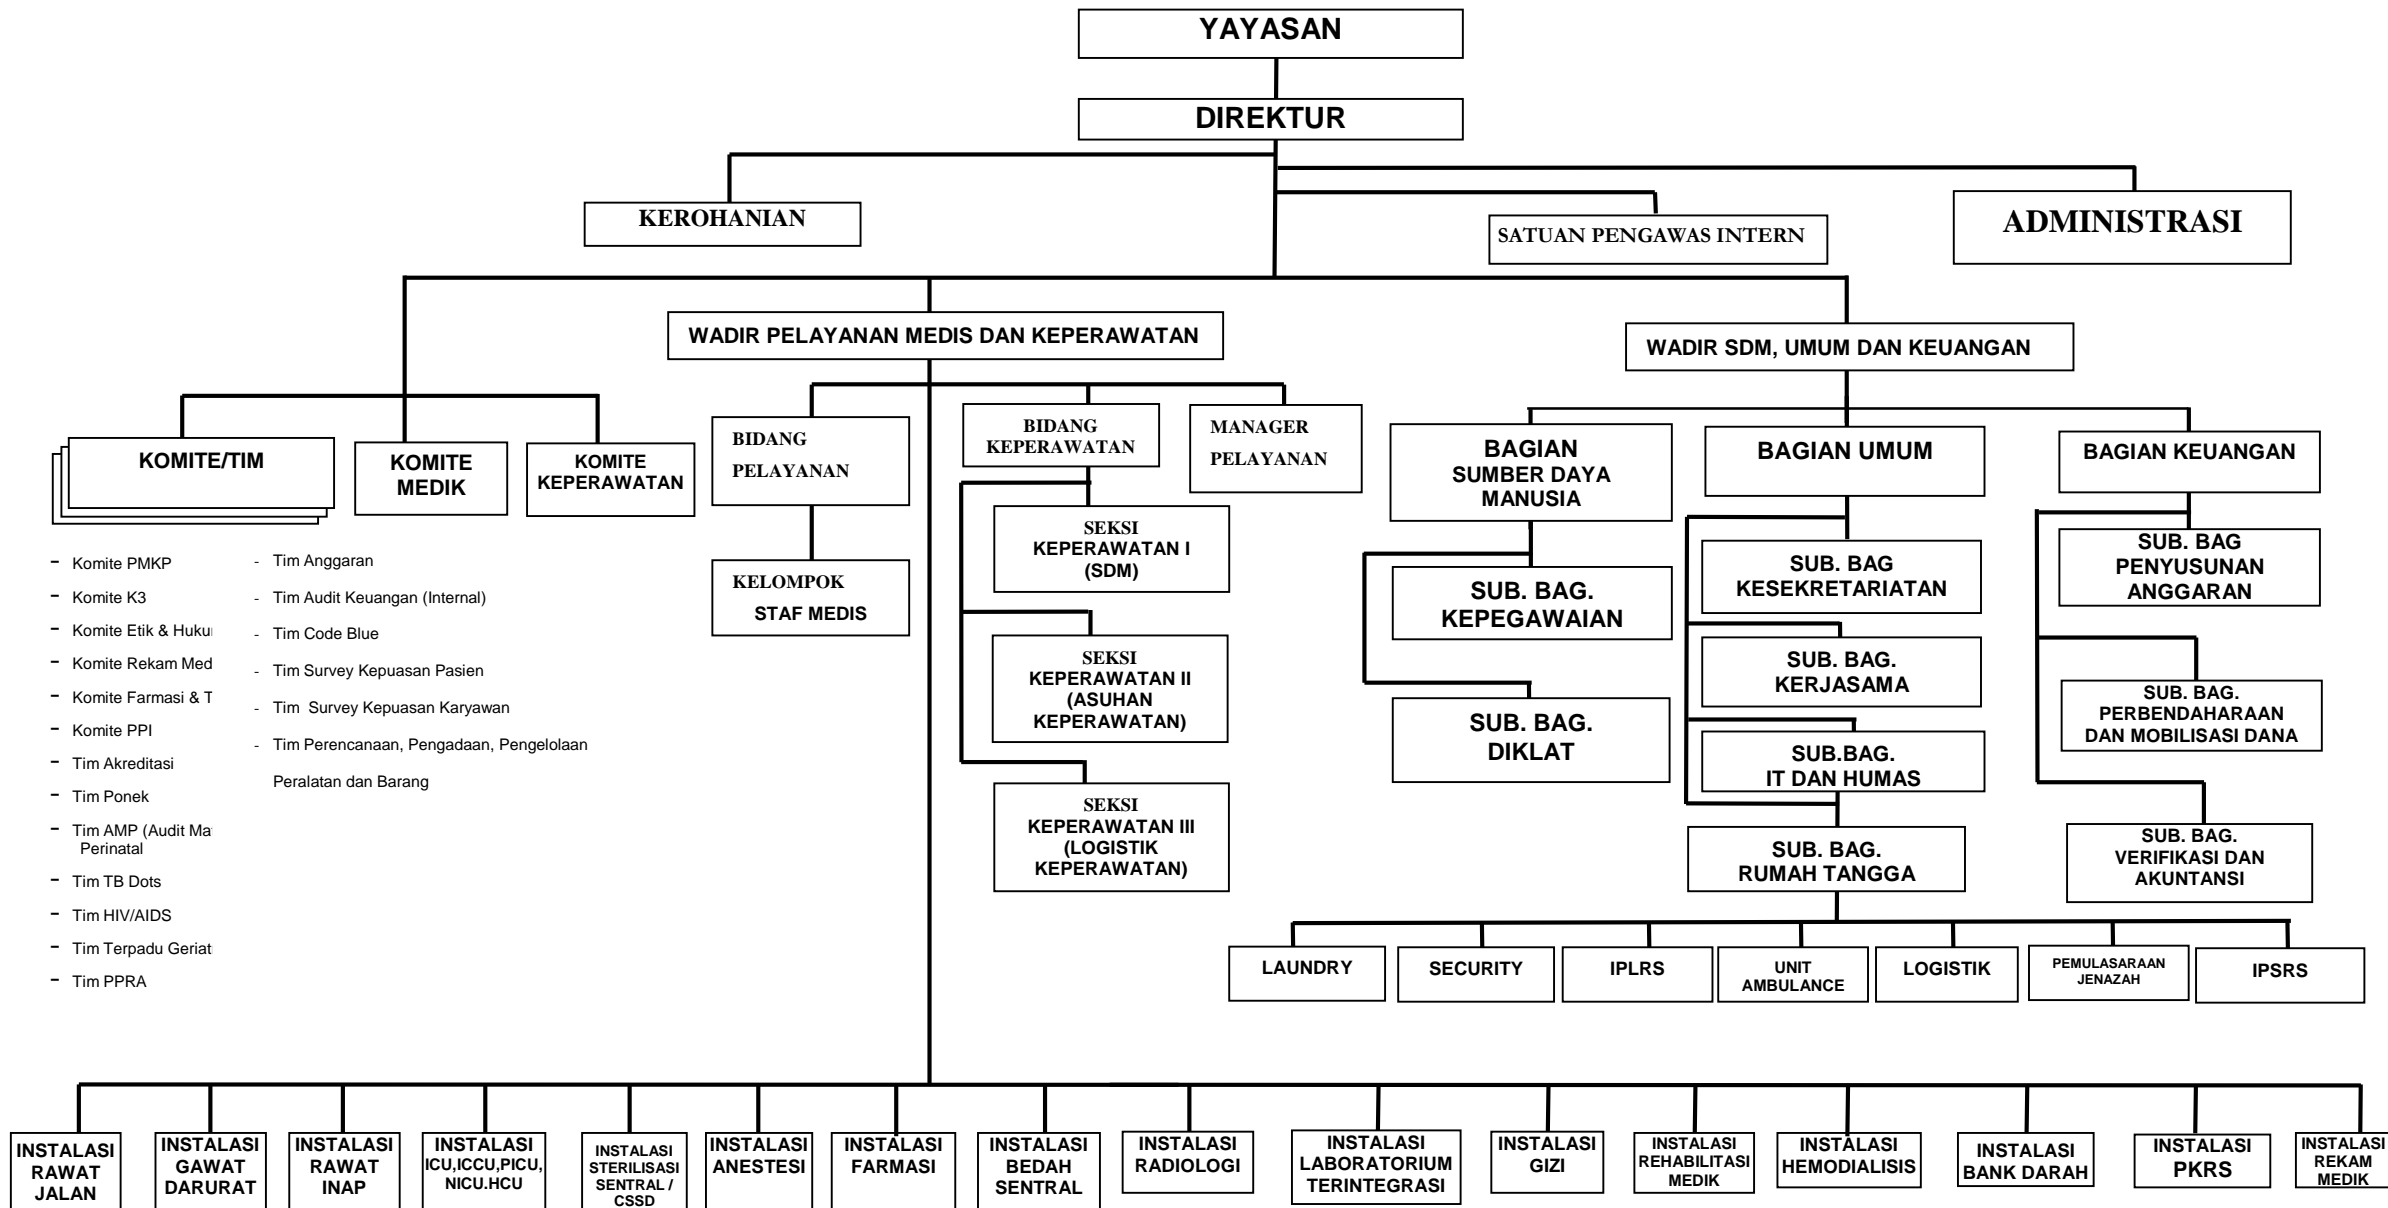 YAYASAN
DIREKTUR
KEROHANIAN
SATUAN PENGAWAS INTERN
ADMINISTRASI
WADIR PELAYANAN MEDIS DAN KEPERAWATAN
WADIR SDM, UMUM DAN KEUANGAN
KOMITE/TIM
KOMITE
MEDIK
KOMITE
KEPERAWATAN
BIDANG
PELAYANAN
BIDANG
KEPERAWATAN
MANAGER
PELAYANAN
BAGIAN
SUMBER DAYA
MANUSIA
BAGIAN UMUM
BAGIAN KEUANGAN
- Komite PMKP
- Komite K3
- Komite Etik & Huku
- Komite Rekam Med
- Komite Farmasi & T
- Komite PPI
- Tim Akreditasi
- Tim Ponek
- Tim AMP (Audit Ma
Perinatal
- Tim TB Dots
- Tim HIV/AIDS
- Tim Terpadu Geriat
- Tim PPRA
- Tim Anggaran
- Tim Audit Keuangan (Internal)
- Tim Code Blue
- Tim Survey Kepuasan Pasien
- Tim Survey Kepuasan Karyawan
- Tim Perencanaan, Pengadaan, Pengelolaan
Peralatan dan Barang
KELOMPOK
STAF MEDIS
SEKSI
KEPERAWATAN I
(SDM)
SEKSI
KEPERAWATAN II
(ASUHAN
KEPERAWATAN)
SEKSI
KEPERAWATAN III
(LOGISTIK
KEPERAWATAN)
SUB. BAG.
KEPEGAWAIAN
SUB. BAG.
DIKLAT
SUB. BAG
KESEKRETARIATAN
SUB. BAG.
KERJASAMA
SUB.BAG.
IT DAN HUMAS
SUB. BAG.
RUMAH TANGGA
SUB. BAG
PENYUSUNAN
ANGGARAN
SUB. BAG.
PERBENDAHARAAN
DAN MOBILISASI DANA
SUB. BAG.
VERIFIKASI DAN
AKUNTANSI
LAUNDRY
SECURITY
IPLRS
UNIT
AMBULANCE
LOGISTIK
PEMULASARAAN
JENAZAH
IPSRS
INSTALASI
RAWAT
JALAN
INSTALASI
GAWAT
DARURAT
INSTALASI
RAWAT
INAP
INSTALASI
ICU,ICCU,PICU,
NICU.HCU
INSTALASI
STERILISASI
SENTRAL /
CSSD
INSTALASI
ANESTESI
INSTALASI
FARMASI
INSTALASI
BEDAH
SENTRAL
INSTALASI
RADIOLOGI
INSTALASI
LABORATORIUM
TERINTEGRASI
INSTALASI
GIZI
INSTALASI
REHABILITASI
MEDIK
INSTALASI
HEMODIALISIS
INSTALASI
BANK DARAH
INSTALASI
PKRS
INSTALASI
REKAM
MEDIK